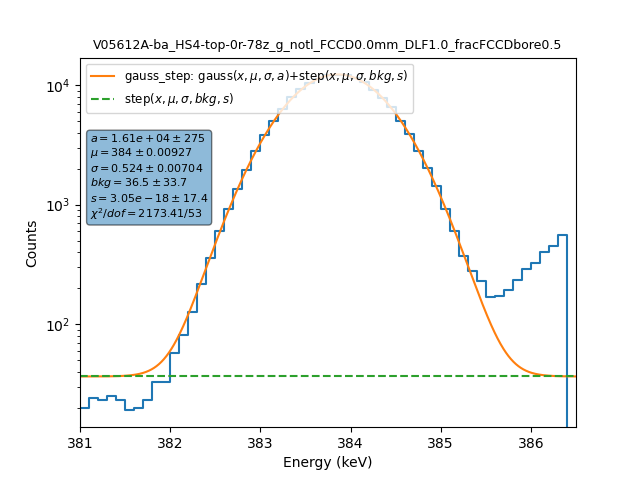 V05612A-ba_HS4-top-0r-78z_g_notl_FCCD0.0mm_DLF1.0_fracFCCDbore0.5
gauss_step: gauss(x, μ, σ, a)+step(x, μ, σ, bkg, s)
step(x, μ, σ, bkg, s)
a = 1.61e + 04 ± 275
μ = 384 ± 0.00927
σ = 0.524 ± 0.00704
bkg = 36.5 ± 33.7
s = 3.05e − 18 ± 17.4
χ²/dof = 2173.41/53
10⁴
10³
10²
Counts
381 382 383 384 385 386
Energy (keV)